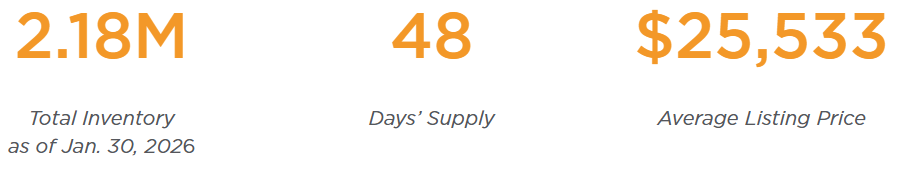 2.18M
48
$25,533
Total Inventory
as of Jan. 30, 2026
Days’ Supply
Average Listing Price